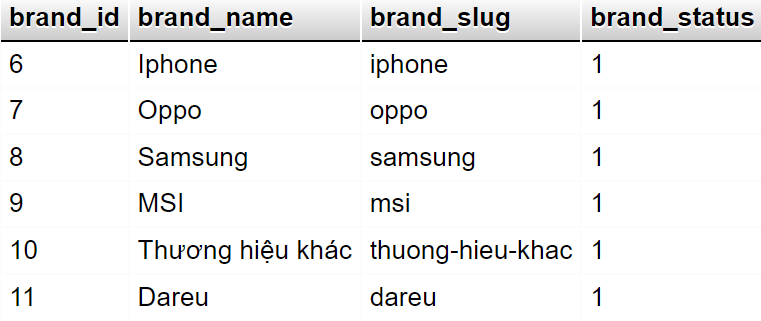 brand_id brand_name brand_slug brand_status
6 Iphone iphone 1
7 Oppo oppo 1
8 Samsung samsung 1
9 MSI msi 1
10 Thương hiệu khác thuong-hieu-khac 1
11 Dareu dareu 1